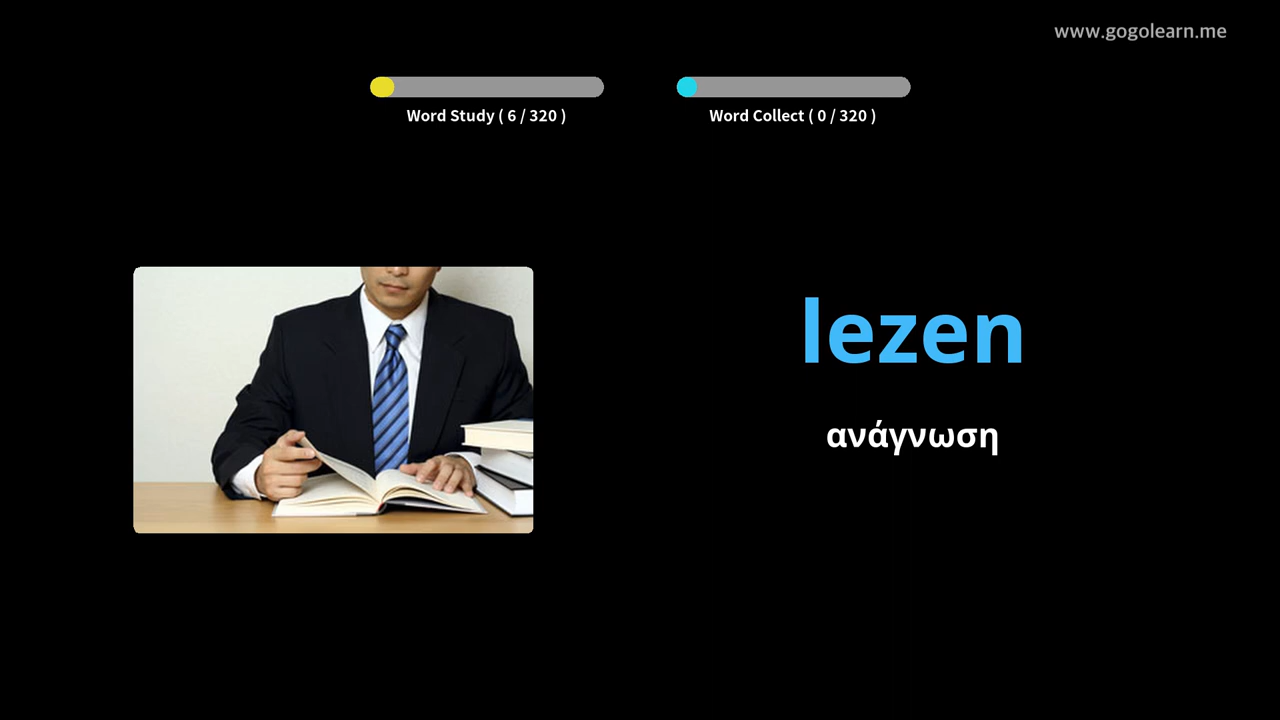 www.gogolearn.me
Word Study ( 6 / 320 )
Word Collect ( 0 / 320 )
lezen
ανάγνωση